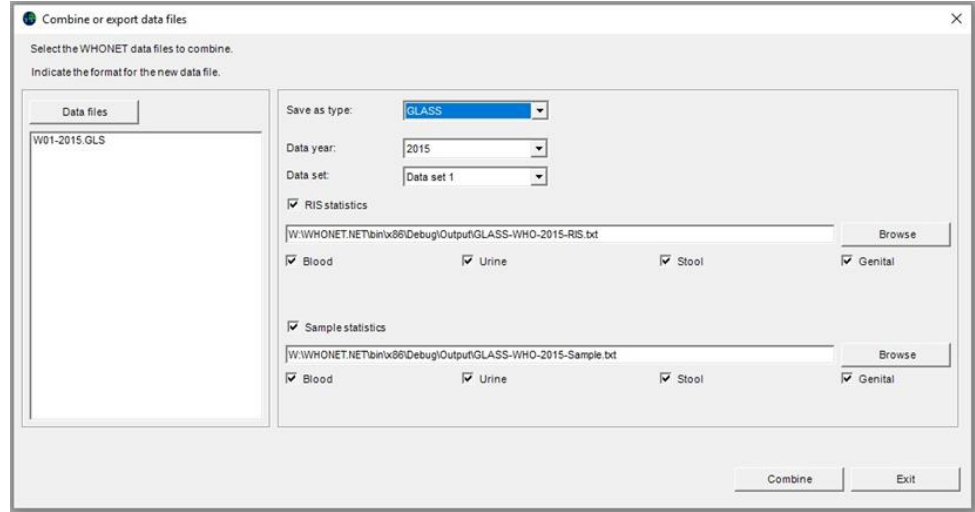 Combine or export data files
Select the WHONET data files to combine.
Indicate the format for the new data file.
Data files
W01-2015.GLS
Save as type: GLASS
Data year: 2015
Data set: Data set 1
RIS statistics
W:\WHONET.NET\bin\x86\Debug\Output\GLASS-WHO-2015-RIS.txt Browse
Blood Urine Stool Genital
Sample statistics
W:\WHONET.NET\bin\x86\Debug\Output\GLASS-WHO-2015-Sample.txt Browse
Blood Urine Stool Genital
Combine Exit